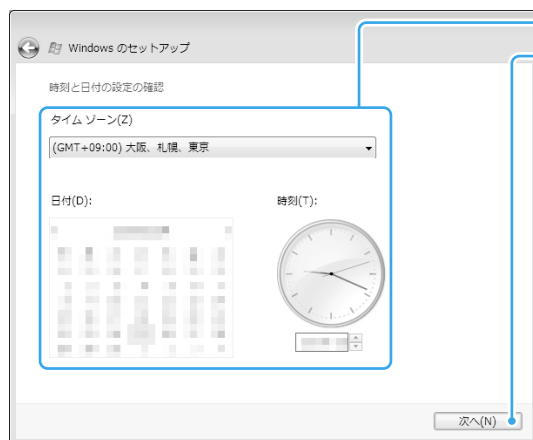 Windows のセットアップ
時刻と日付の設定の確認
タイム ゾーン(Z)
(GMT+09:00) 大阪、札幌、東京
日付(D):
時刻(T):
次へ(N)